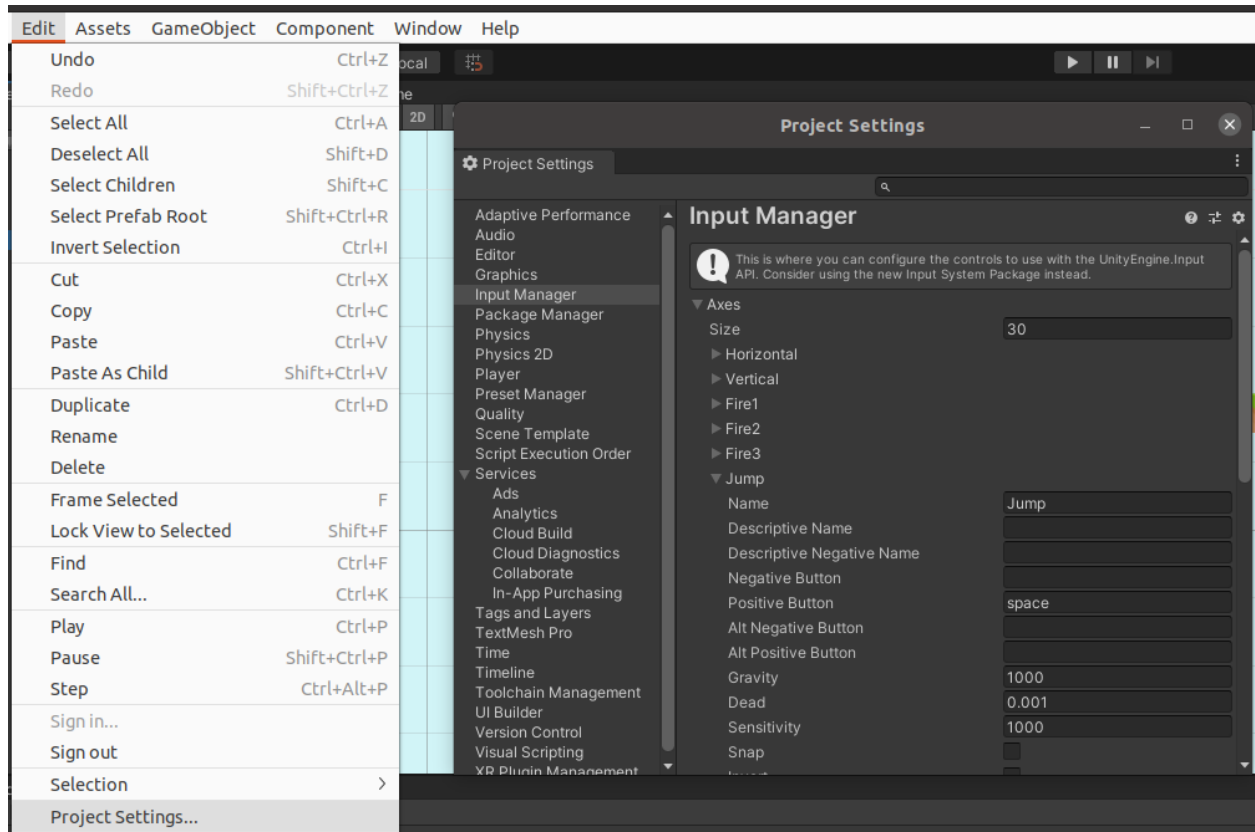 Edit Assets GameObject Component Window Help
Undo Ctrl+Z
Redo Shift+Ctrl+Z
Select All Ctrl+A
Deselect All Shift+D
Select Children Shift+C
Select Prefab Root Shift+Ctrl+R
Invert Selection Ctrl+I
Cut Ctrl+X
Copy Ctrl+C
Paste Ctrl+V
Paste As Child Shift+Ctrl+V
Duplicate Ctrl+D
Rename
Delete
Frame Selected F
Lock View to Selected Shift+F
Find Ctrl+F
Search All... Ctrl+K
Play Ctrl+P
Pause Shift+Ctrl+P
Step Ctrl+Alt+P
Sign in...
Sign out
Selection
Project Settings...
2D
Project Settings
Project Settings
Adaptive Performance
Audio
Editor
Graphics
Input Manager
Package Manager
Physics
Physics 2D
Player
Preset Manager
Quality
Scene Template
Script Execution Order
Services
Ads
Analytics
Cloud Build
Cloud Diagnostics
Collaborate
In-App Purchasing
Tags and Layers
TextMesh Pro
Time
Timeline
Toolchain Management
UI Builder
Version Control
Visual Scripting
XR Plugin Management
Input Manager
This is where you can configure the controls to use with the UnityEngine.Input
API. Consider using the new Input System Package instead.
Axes
Size 30
Horizontal
Vertical
Fire1
Fire2
Fire3
Jump
Name Jump
Descriptive Name
Descriptive Negative Name
Negative Button
Positive Button space
Alt Negative Button
Alt Positive Button
Gravity 1000
Dead 0.001
Sensitivity 1000
Snap